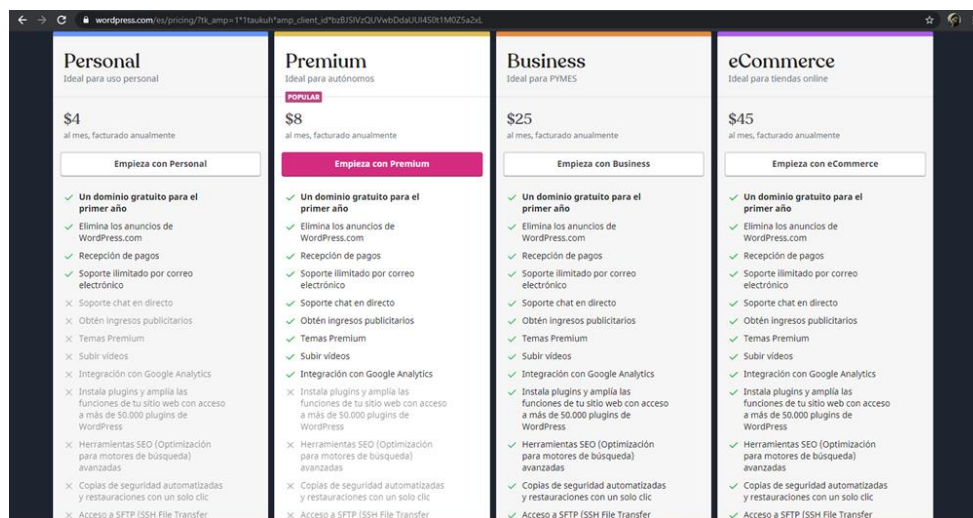 wordpress.com/es/pricing/?tk_amp=1*1taukuh*amp_client_id*
Personal
Ideal para uso personal
$4
al mes, facturado anualmente
Empieza con Personal
Un dominio gratuito para el
primer año
Elimina los anuncios de
WordPress.com
Recepción de pagos
Soporte ilimitado por correo
electrónico
Soporte chat en directo
Obtén ingresos publicitarios
Temas Premium
Subir vídeos
Integración con Google Analytics
Instala plugins y amplía las
funciones de tu sitio web con acceso
a más de 50.000 plugins de
WordPress
Herramientas SEO (Optimización
para motores de búsqueda)
avanzadas
Copias de seguridad automatizadas
y restauraciones con un solo clic
Acceso a SFTP (SSH File Transfer
Premium
Ideal para autónomos
POPULAR
$8
al mes, facturado anualmente
Empieza con Premium
Un dominio gratuito para el
primer año
Elimina los anuncios de
WordPress.com
Recepción de pagos
Soporte ilimitado por correo
electrónico
Soporte chat en directo
Obtén ingresos publicitarios
Temas Premium
Subir vídeos
Integración con Google Analytics
Instala plugins y amplía las
funciones de tu sitio web con acceso
a más de 50.000 plugins de
WordPress
Herramientas SEO (Optimización
para motores de búsqueda)
avanzadas
Copias de seguridad automatizadas
y restauraciones con un solo clic
Acceso a SFTP (SSH File Transfer
Business
Ideal para PYMES
$25
al mes, facturado anualmente
Empieza con Business
Un dominio gratuito para el
primer año
Elimina los anuncios de
WordPress.com
Recepción de pagos
Soporte ilimitado por correo
electrónico
Soporte chat en directo
Obtén ingresos publicitarios
Temas Premium
Subir vídeos
Integración con Google Analytics
Instala plugins y amplía las
funciones de tu sitio web con acceso
a más de 50.000 plugins de
WordPress
Herramientas SEO (Optimización
para motores de búsqueda)
avanzadas
Copias de seguridad automatizadas
y restauraciones con un solo clic
Acceso a SFTP (SSH File Transfer
eCommerce
Ideal para tiendas online
$45
al mes, facturado anualmente
Empieza con eCommerce
Un dominio gratuito para el
primer año
Elimina los anuncios de
WordPress.com
Recepción de pagos
Soporte ilimitado por correo
electrónico
Soporte chat en directo
Obtén ingresos publicitarios
Temas Premium
Subir vídeos
Integración con Google Analytics
Instala plugins y amplía las
funciones de tu sitio web con acceso
a más de 50.000 plugins de
WordPress
Herramientas SEO (Optimización
para motores de búsqueda)
avanzadas
Copias de seguridad automatizadas
y restauraciones con un solo clic
Acceso a SFTP (SSH File Transfer